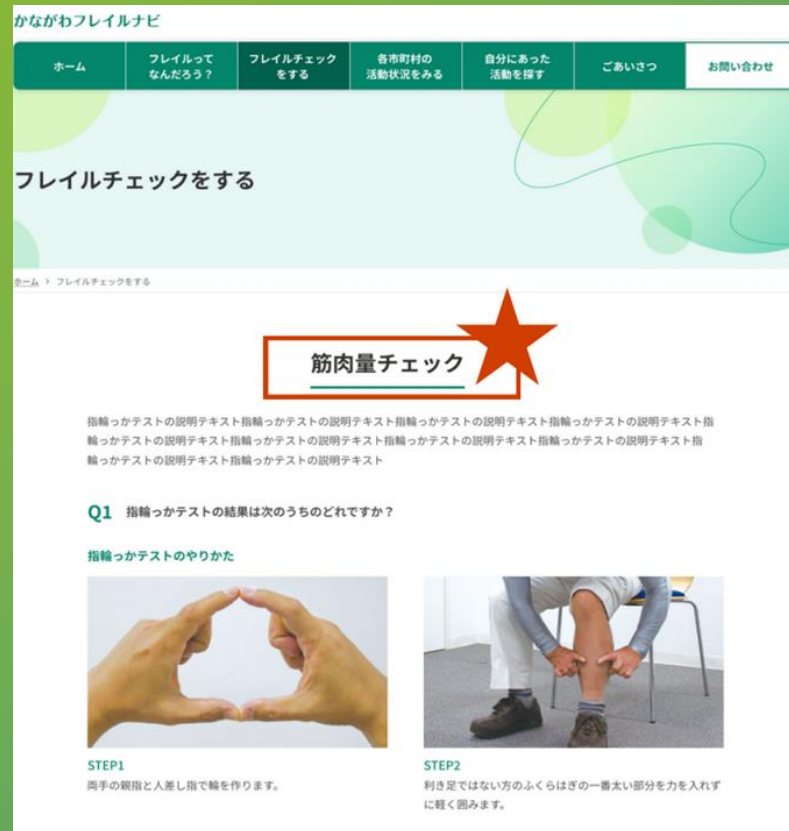 かながわフレイルナビ
ホーム
フレイルって
なんだろう？
フレイルチェック
をする
各市町村の
活動状況をみる
自分にあった
活動を探す
ごあいさつ
お問い合わせ
フレイルチェックをする
ホーム › フレイルチェックをする
筋肉量チェック
指輪っかテストの説明テキスト指輪っかテストの説明テキスト指輪っかテストの説明テキスト指輪っかテストの説明テキスト指
輪っかテストの説明テキスト指輪っかテストの説明テキスト指輪っかテストの説明テキスト指輪っかテストの説明テキスト指
輪っかテストの説明テキスト指輪っかテストの説明テキスト
Q1 指輪っかテストの結果は次のうちのどれですか？
指輪っかテストのやりかた
STEP1
両手の親指と人差し指で輪を作ります。
STEP2
利き足ではない方のふくらはぎの一番太い部分を力を入れず
に軽く囲みます。